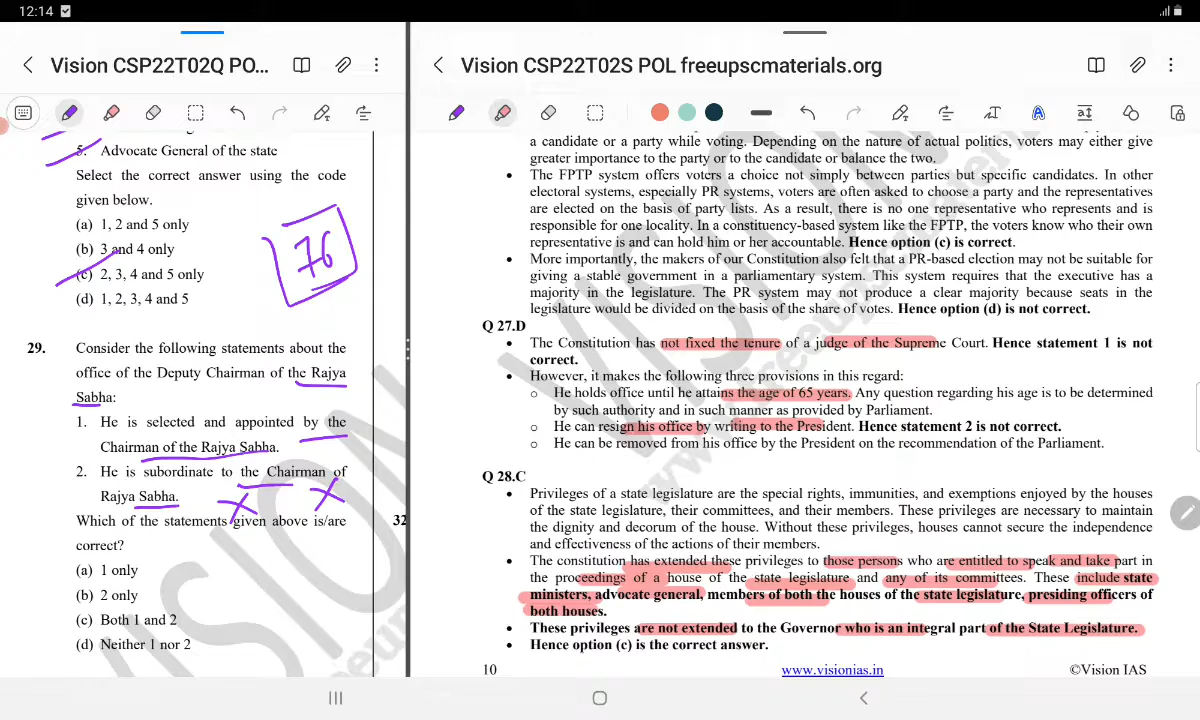 12:14
Vision CSP22T02Q PO...
5. Advocate General of the state
Select the correct answer using the code
given below.
(a) 1, 2 and 5 only
(b) 3 and 4 only
(c) 2, 3, 4 and 5 only
(d) 1, 2, 3, 4 and 5
76
29. Consider the following statements about the
office of the Deputy Chairman of the Rajya
Sabha:
1. He is selected and appointed by the
Chairman of the Rajya Sabha.
2. He is subordinate to the Chairman of
Rajya Sabha.
Which of the statements given above is/are
correct?
(a) 1 only
(b) 2 only
(c) Both 1 and 2
(d) Neither 1 nor 2
32
Vision CSP22T02S POL freeupscmaterials.org
a candidate or a party while voting. Depending on the nature of actual politics, voters may either give
greater importance to the party or to the candidate or balance the two.
• The FPTP system offers voters a choice not simply between parties but specific candidates. In other
electoral systems, especially PR systems, voters are often asked to choose a party and the representatives
are elected on the basis of party lists. As a result, there is no one representative who represents and is
responsible for one locality. In a constituency-based system like the FPTP, the voters know who their own
representative is and can hold him or her accountable. Hence option (c) is correct.
• More importantly, the makers of our Constitution also felt that a PR-based election may not be suitable for
giving a stable government in a parliamentary system. This system requires that the executive has a
majority in the legislature. The PR system may not produce a clear majority because seats in the
legislature would be divided on the basis of the share of votes. Hence option (d) is not correct.
Q 27.D
• The Constitution has not fixed the tenure of a judge of the Supreme Court. Hence statement 1 is not
correct.
• However, it makes the following three provisions in this regard:
o He holds office until he attains the age of 65 years. Any question regarding his age is to be determined
by such authority and in such manner as provided by Parliament.
o He can resign his office by writing to the President. Hence statement 2 is not correct.
o He can be removed from his office by the President on the recommendation of the Parliament.
Q 28.C
• Privileges of a state legislature are the special rights, immunities, and exemptions enjoyed by the houses
of the state legislature, their committees, and their members. These privileges are necessary to maintain
the dignity and decorum of the house. Without these privileges, houses cannot secure the independence
and effectiveness of the actions of their members.
• The constitution has extended these privileges to those persons who are entitled to speak and take part in
the proceedings of a house of the state legislature and any of its committees. These include state
ministers, advocate general, members of both the houses of the state legislature, presiding officers of
both houses.
• These privileges are not extended to the Governor who is an integral part of the State Legislature.
• Hence option (c) is the correct answer.
10 www.visionias.in ©Vision IAS